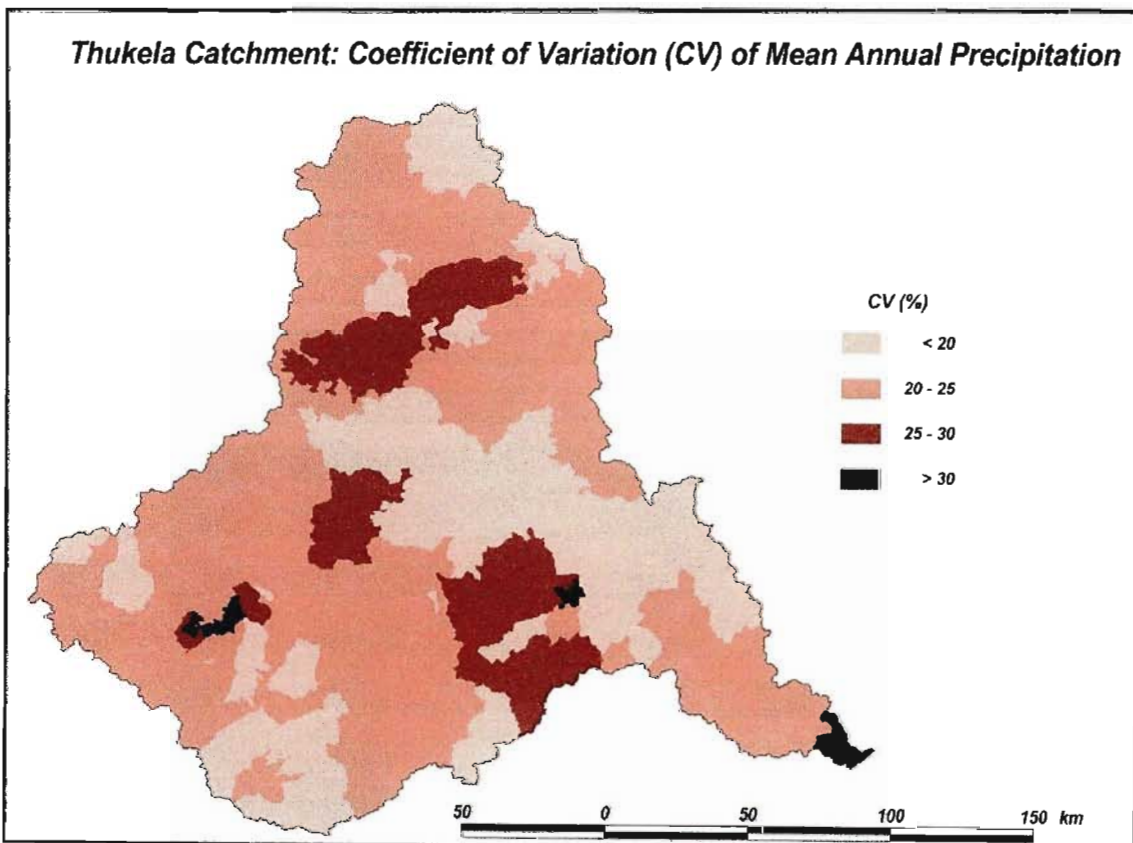 Thukela Catchment: Coefficient of Variation (CV) of Mean Annual Precipitation
CV (%)
< 20
20 - 25
25 - 30
> 30
50 0 50 100 150 km